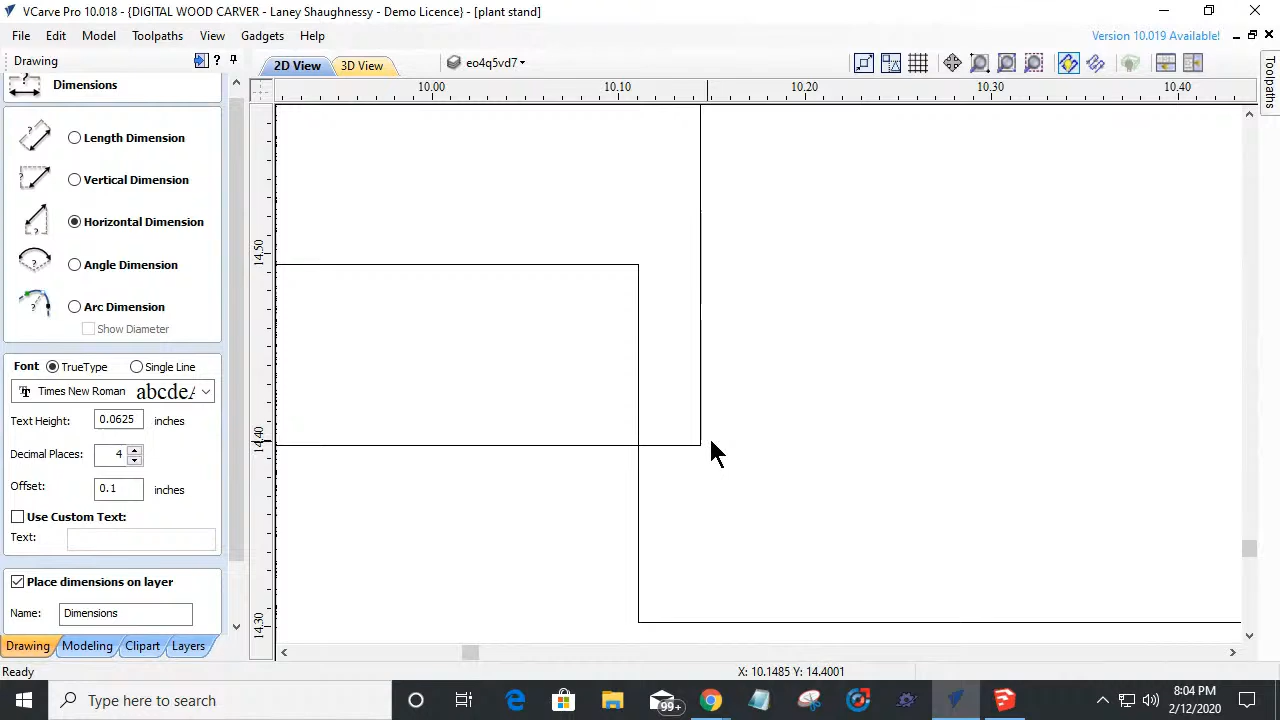 VCarve Pro 10.018 - {DIGITAL WOOD CARVER - Laney Shaughnessy - Demo Licence} - [plant stand]
File Edit Model Toolpaths View Gadgets Help Version 10.019 Available!
Drawing ? 2D View 3D View eo4q5vd7
Dimensions
10.00 10.10 10.20 10.30 10.40
Length Dimension
Vertical Dimension
Horizontal Dimension
Angle Dimension
Arc Dimension
Show Diameter
14.50
14.40
14.30
Font TrueType Single Line
Times New Roman abcdeA
Text Height: 0.0625 inches
Decimal Places: 4
Offset: 0.1 inches
Use Custom Text:
Text:
Place dimensions on layer
Name: Dimensions
Drawing Modeling Clipart Layers
Toolpaths
Ready X: 10.1485 Y: 14.4001
Type here to search 99+ 8:04 PM
2/12/2020